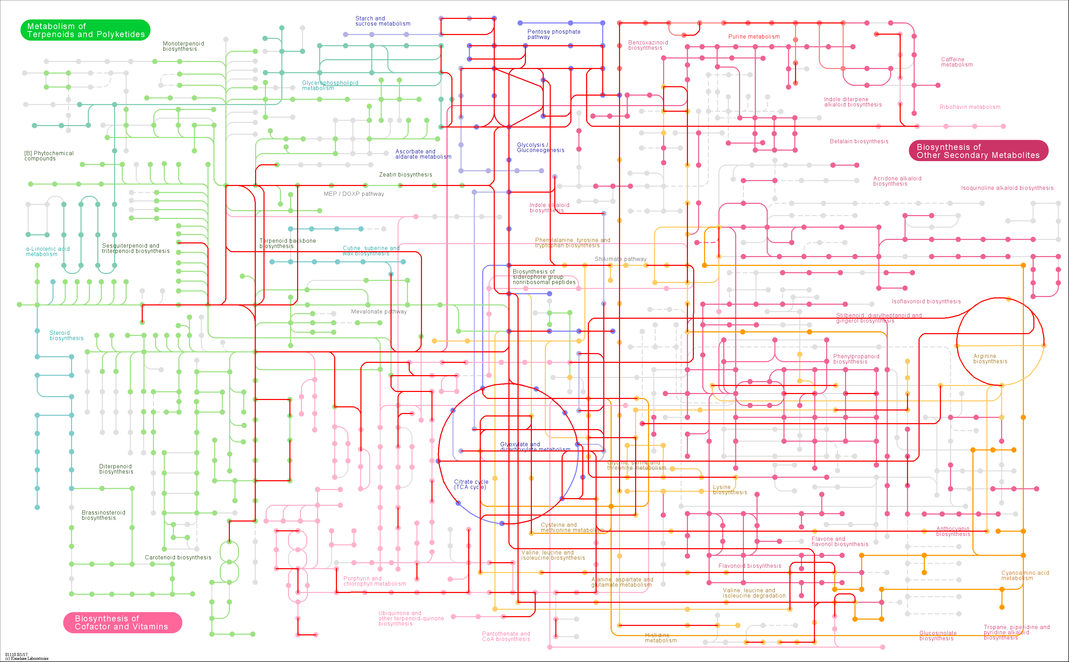 Metabolism of
Terpenoids and Polyketides
Starch and
sucrose metabolism
Pentose phosphate
pathway
Purine metabolism
Monoterpenoid
biosynthesis
Benzoxazinoid
biosynthesis
Caffeine
metabolism
Glycerophospholipid
metabolism
Indole diterpene
alkaloid biosynthesis
Riboflavin metabolism
Betalain biosynthesis
Glycolysis /
Gluconeogenesis
Ascorbate and
aldarate metabolism
Biosynthesis of
Other Secondary Metabolites
[B] Phytochemical
compounds
Zeatin biosynthesis
Acridone alkaloid
biosynthesis
Isoquinoline alkaloid biosynthesis
MEP / DOXP pathway
Indole alkaloid
biosynthesis
Terpenoid backbone
biosynthesis
Phenylalanine, tyrosine and
tryptophan biosynthesis
α-Linolenic acid
metabolism
Sesquiterpenoid and
triterpenoid biosynthesis
Cutine, suberine and
wax biosynthesis
Shikimate pathway
Biosynthesis of
siderophore group
nonribosomal peptides
Isoflavonoid biosynthesis
Mevalonate pathway
Stilbenoid, diarylheptanoid and
gingerol biosynthesis
Steroid
biosynthesis
Phenylpropanoid
biosynthesis
Arginine
biosynthesis
Glyoxylate and
dicarboxylate metabolism
Diterpenoid
biosynthesis
Glycine, serine and
threonine metabolism
Citrate cycle
(TCA cycle)
Lysine
biosynthesis
Brassinosteroid
biosynthesis
Cysteine and
methionine metabolism
Anthocyanin
biosynthesis
Flavone and
flavonol biosynthesis
Carotenoid biosynthesis
Valine, leucine and
isoleucine biosynthesis
Flavonoid biosynthesis
Cyanoamino acid
metabolism
Porphyrin and
chlorophyll metabolism
Alanine, aspartate and
glutamate metabolism
Valine, leucine and
isoleucine degradation
Biosynthesis of
Cofactor and Vitamins
Ubiquinone and
other terpenoid-quinone
biosynthesis
Pantothenate and
CoA biosynthesis
Histidine
metabolism
Glucosinolate
biosynthesis
Tropane, piperidine and
pyridine alkaloid
biosynthesis
(c) Kanehisa Laboratories